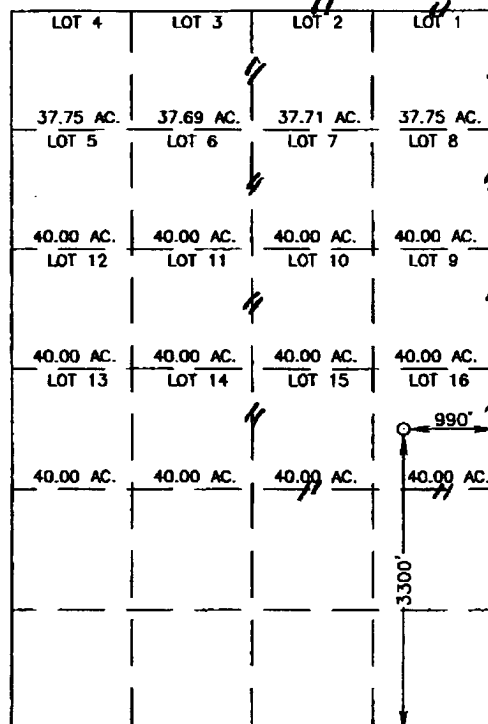 LOT 4 LOT 3 LOT 2 LOT 1
37.75 AC. 37.69 AC. 37.71 AC. 37.75 AC.
LOT 5 LOT 6 LOT 7 LOT 8
40.00 AC. 40.00 AC. 40.00 AC. 40.00 AC.
LOT 12 LOT 11 LOT 10 LOT 9
40.00 AC. 40.00 AC. 40.00 AC. 40.00 AC.
LOT 13 LOT 14 LOT 15 LOT 16
990'
40.00 AC. 40.00 AC. 40.00 AC. 40.00 AC.
3300'